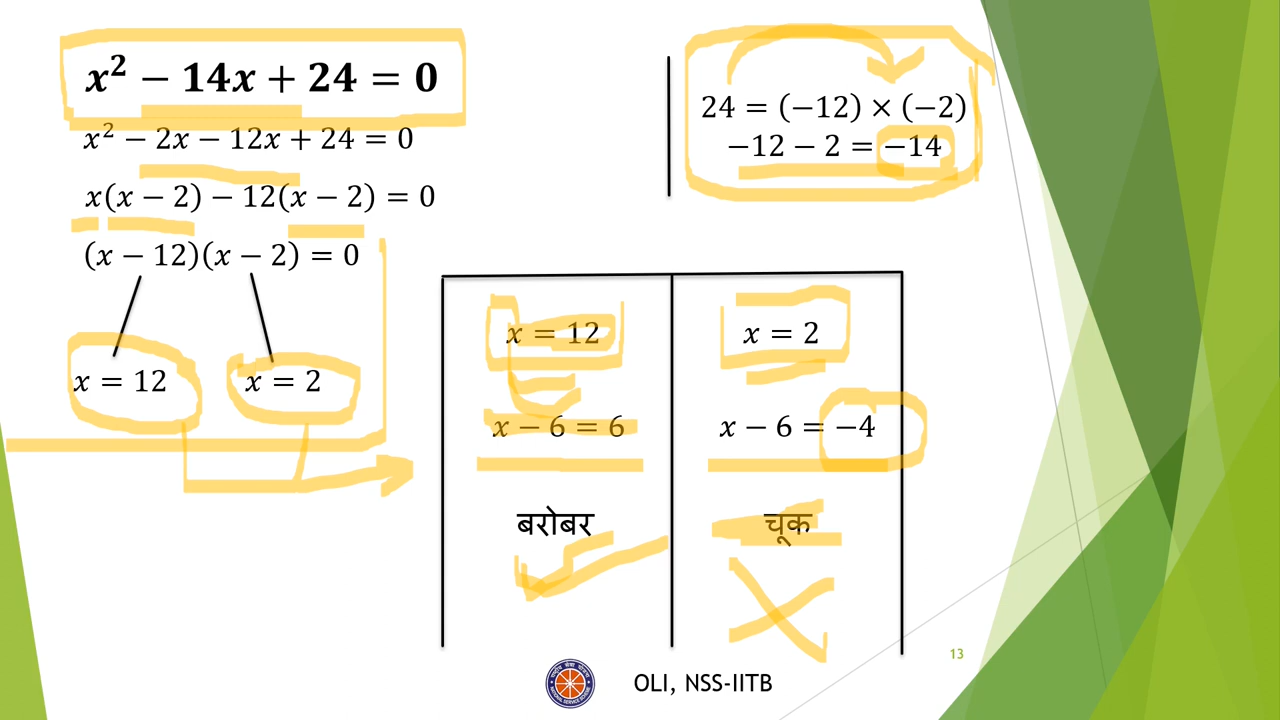 x² − 14x + 24 = 0
x² − 2x − 12x + 24 = 0
x(x − 2) − 12(x − 2) = 0
(x − 12)(x − 2) = 0
x = 12
x = 2
24 = (−12) × (−2)
−12 − 2 = −14
x = 12
x − 6 = 6
बरोबर
x = 2
x − 6 = −4
चूक
13
OLI, NSS-IITB